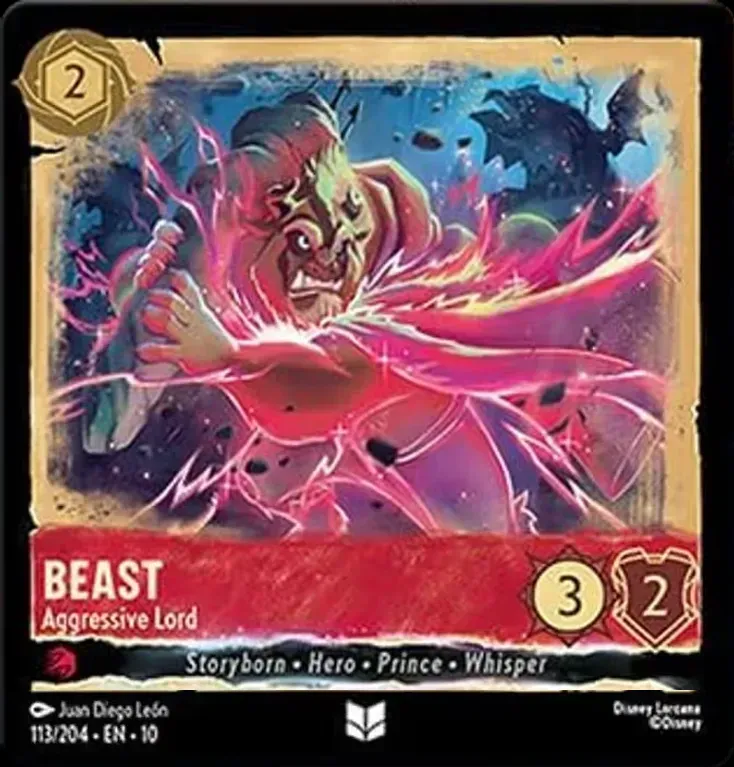 2
BEAST
Aggressive Lord
3
2
Storyborn • Hero • Prince • Whisper
Juan Diego León
113/204 • EN • 10
Disney Lorcana
©Disney